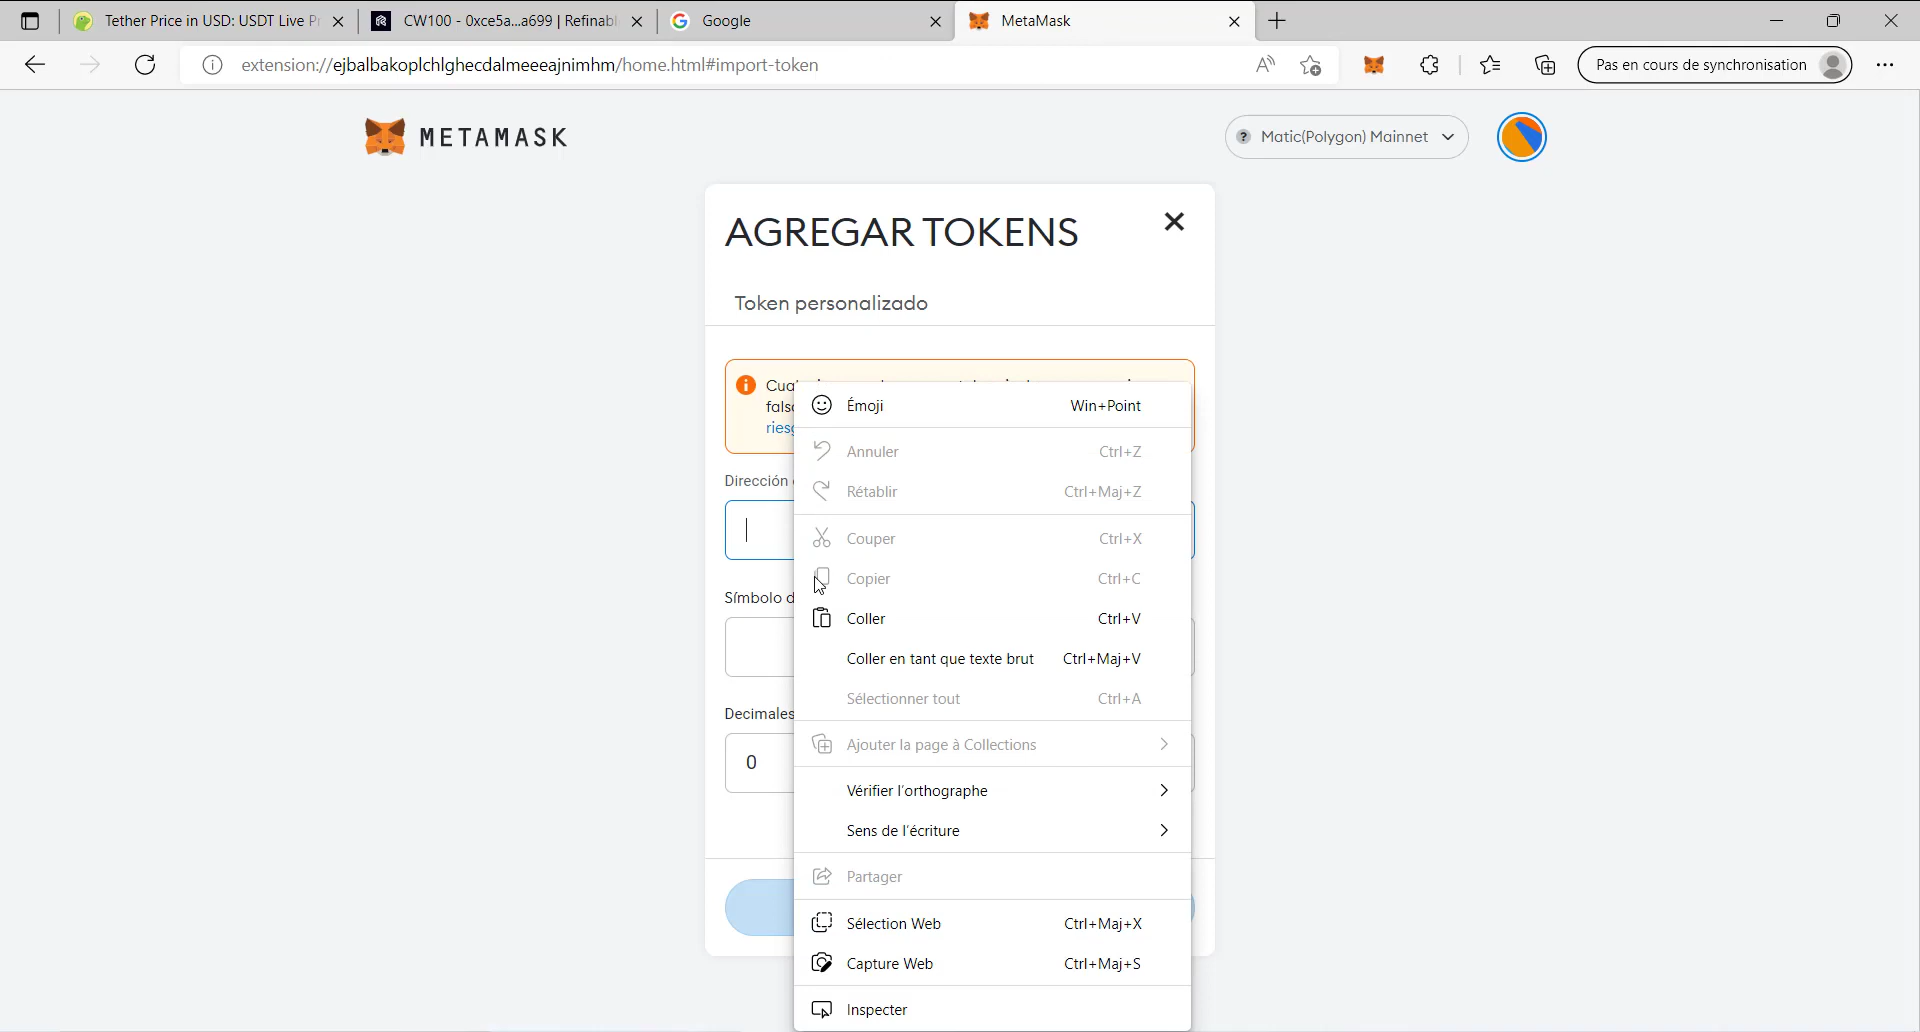 Tether Price in USD: USDT Live Pr
CW100 - 0xce5a...a699 | Refinabl
Google
MetaMask
extension://ejbalbakoplchlghecdalmeeeajnimhm/home.html#import-token
Pas en cours de synchronisation
METAMASK
Matic(Polygon) Mainnet
AGREGAR TOKENS
Token personalizado
Cua
fals
ries
Dirección
Símbolo d
Decimales
0
Émoji Win+Point
Annuler Ctrl+Z
Rétablir Ctrl+Maj+Z
Couper Ctrl+X
Copier Ctrl+C
Coller Ctrl+V
Coller en tant que texte brut Ctrl+Maj+V
Sélectionner tout Ctrl+A
Ajouter la page à Collections
Vérifier l'orthographe
Sens de l'écriture
Partager
Sélection Web Ctrl+Maj+X
Capture Web Ctrl+Maj+S
Inspecter